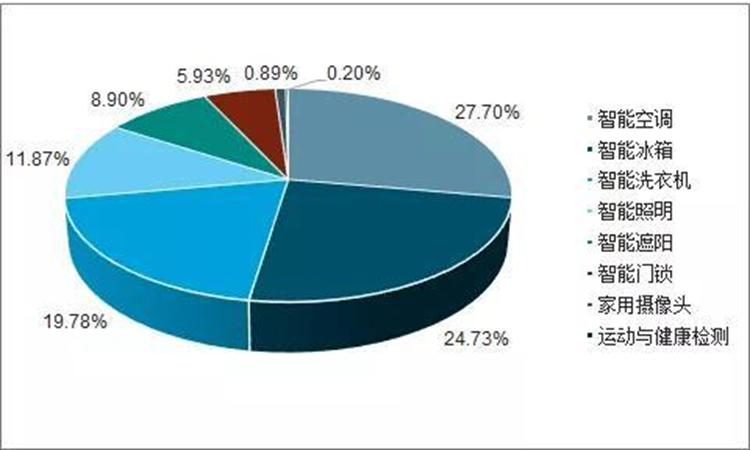 5.93%
0.89%
0.20%
8.90%
27.70%
11.87%
19.78%
24.73%
智能空调
智能冰箱
智能洗衣机
智能照明
智能遮阳
智能门锁
家用摄像头
运动与健康检测